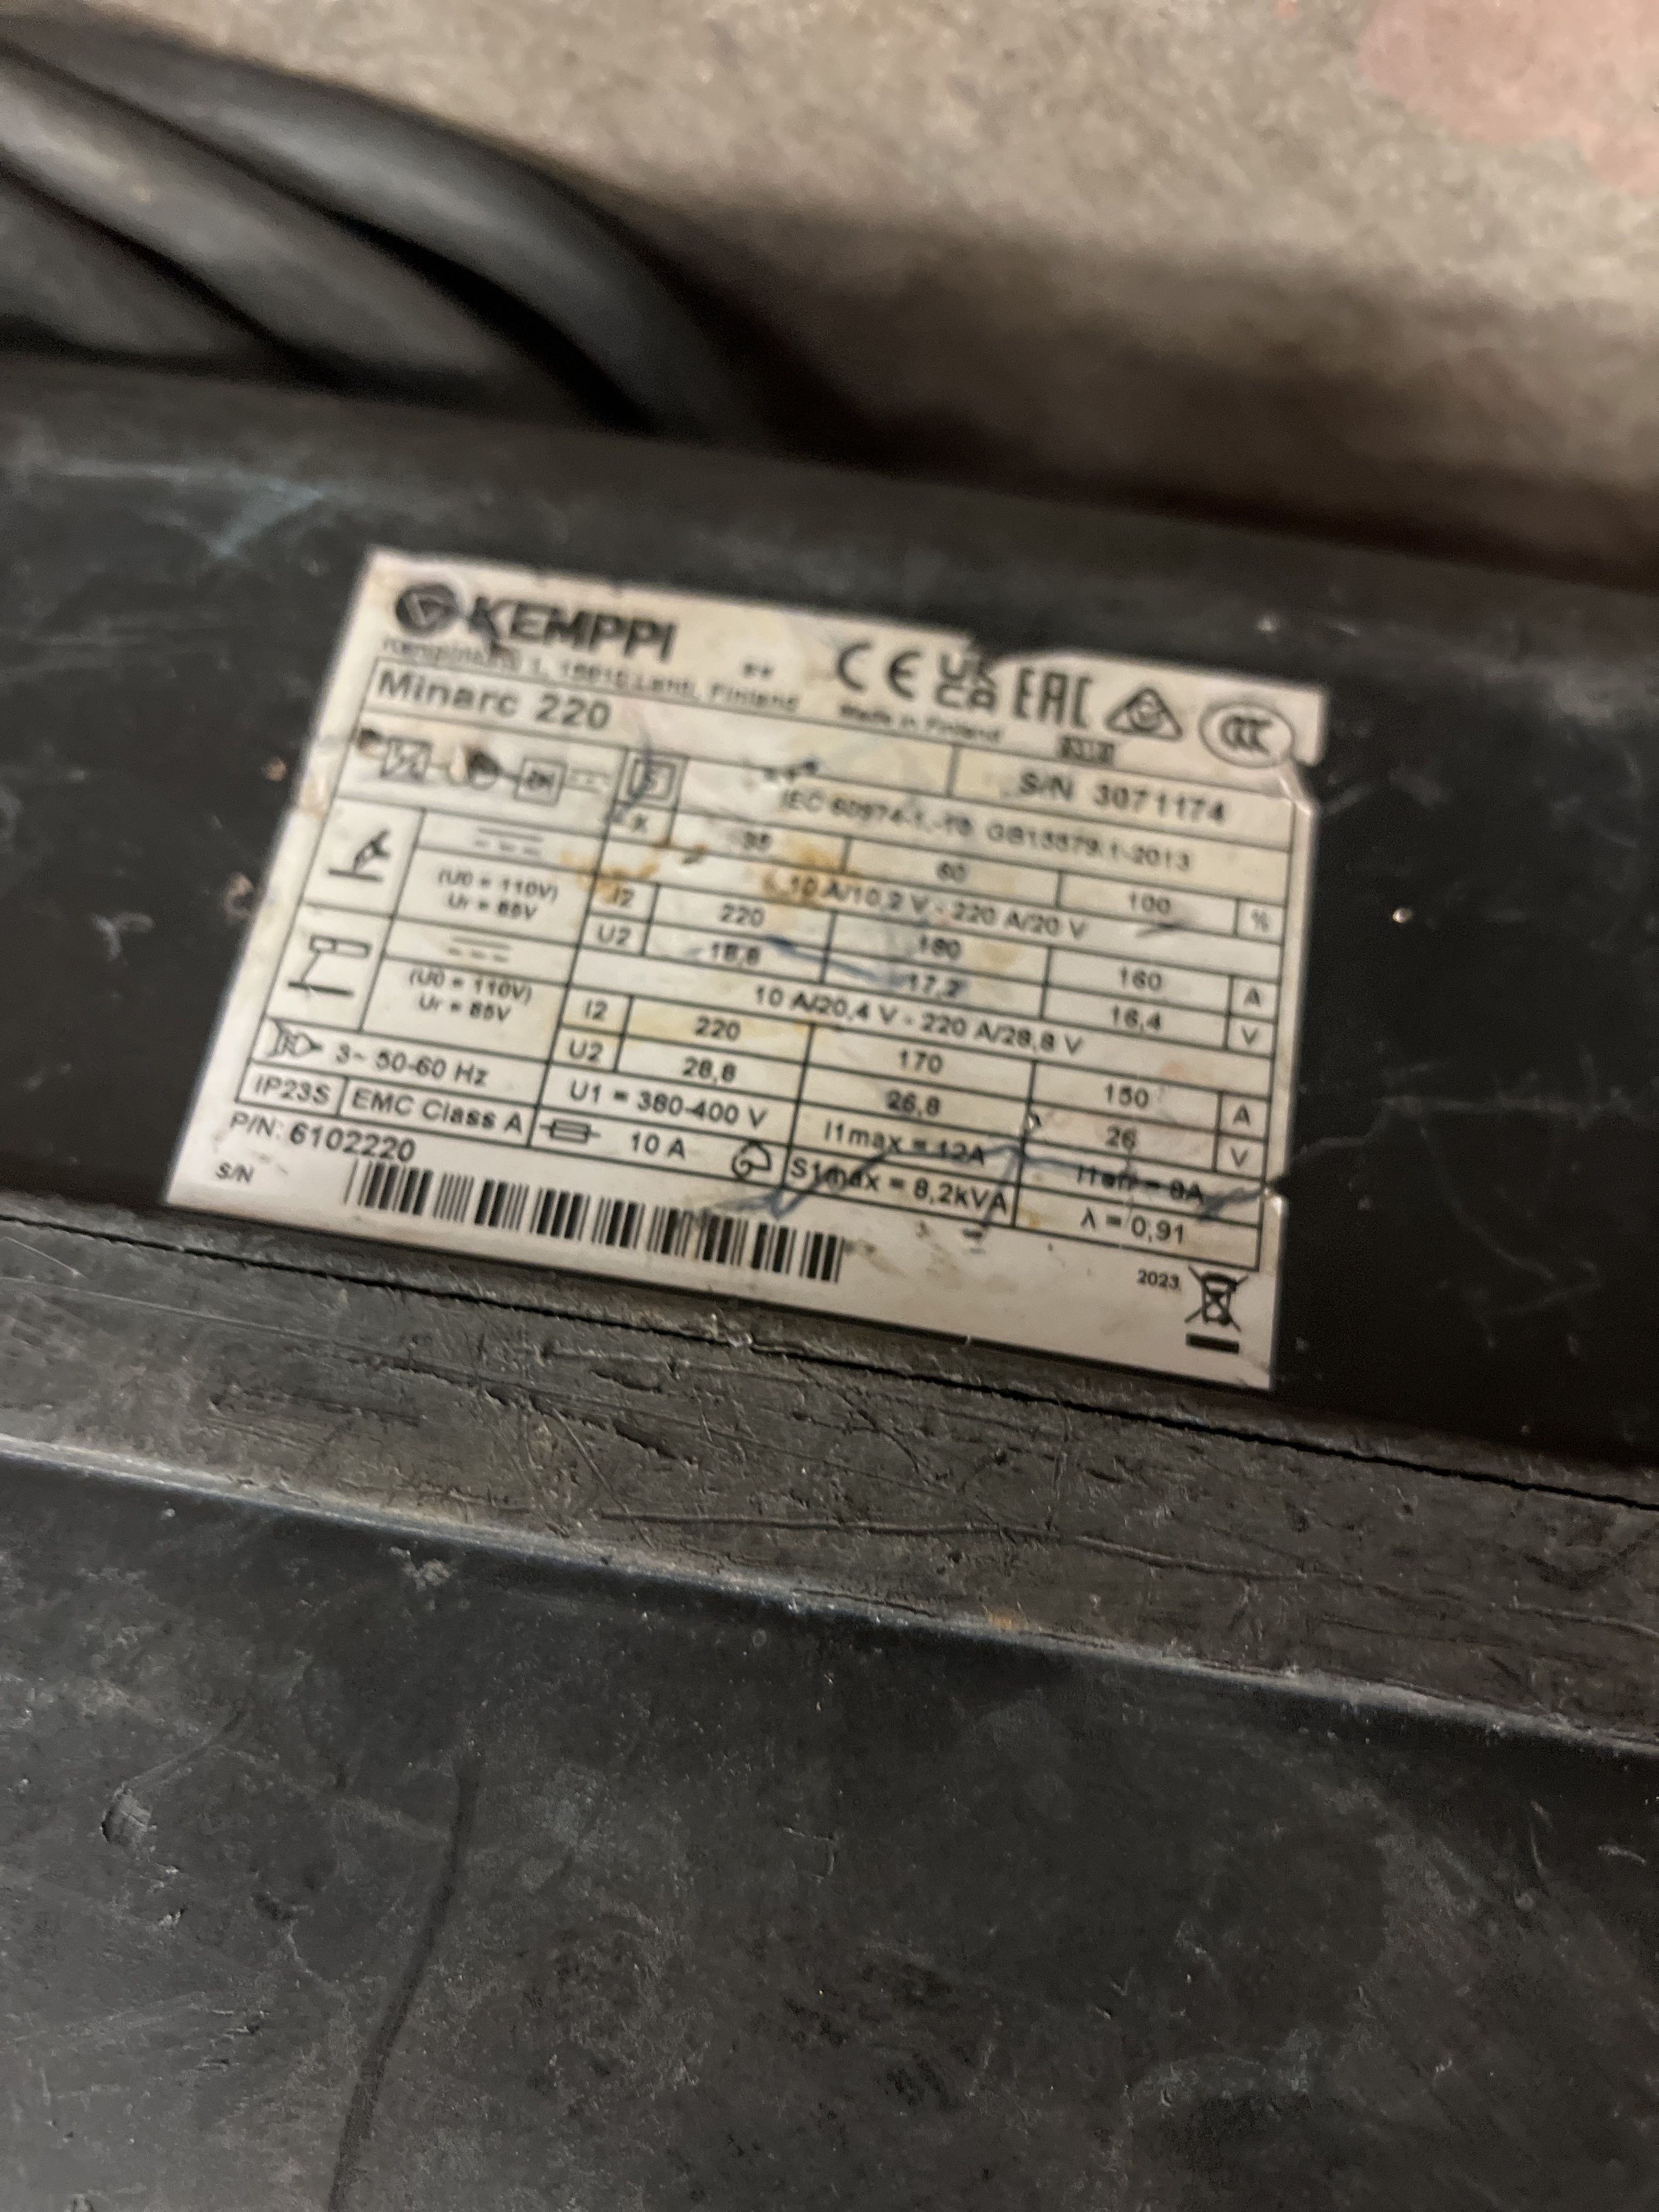 KEMPPI
CE UK CA EAC CCC
1, Finland
Made in Finland
Minarc 220
S/N 3071174
IEC 60974-1,-10 GB15579.1-2013
X 35 60 100 %
10 A/10,2 V - 220 A/20 V
(U0 = 110V)
Ur = 85V
I2 220 180 160 A
U2 17,2 16,4 V
10 A/20,4 V - 220 A/28,8 V
(U0 = 110V)
Ur = 85V
I2 220 170 150 A
U2 28,8 26,8 26 V
3~ 50-60 Hz U1 = 380-400 V I1max = 12A
IP23S EMC Class A 10 A S1max = 8,2kVA λ = 0,91
P/N: 6102220
S/N
2023